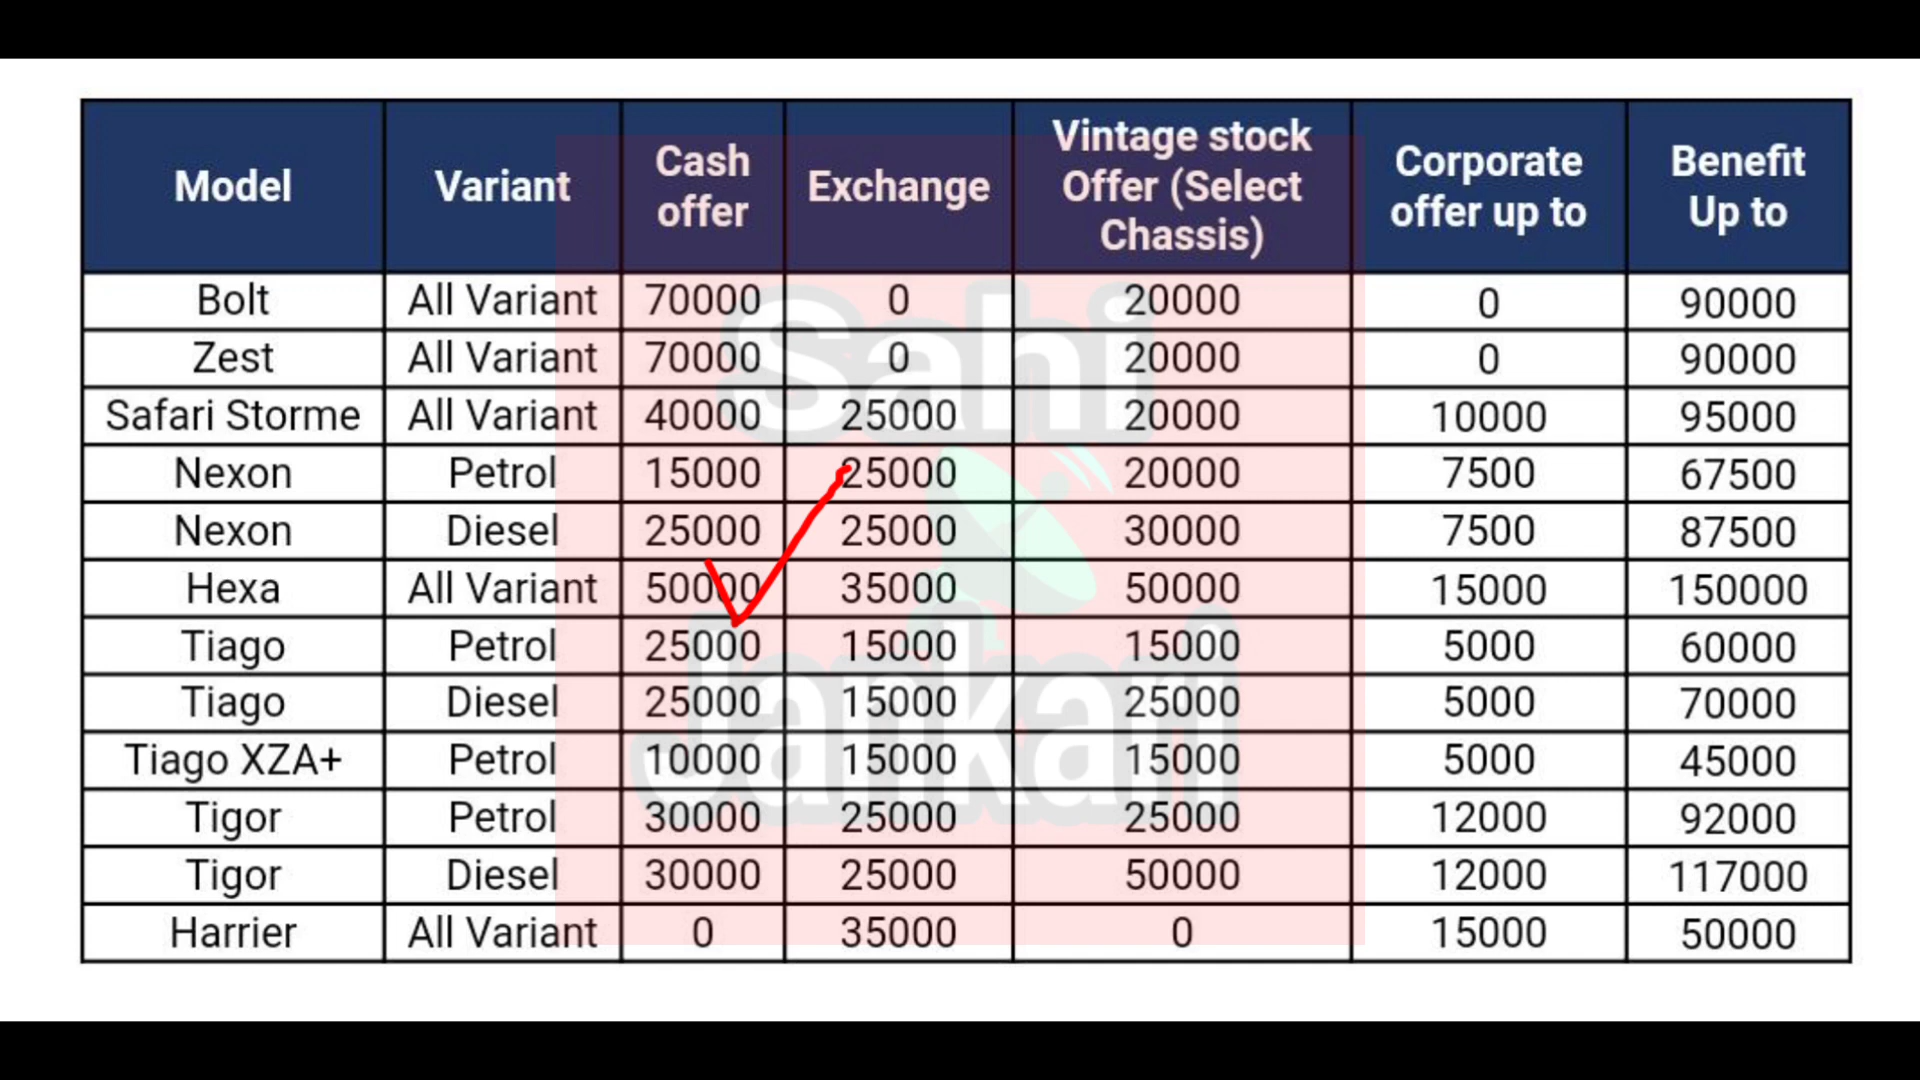 Model Variant Cash offer Exchange Vintage stock Offer (Select Chassis) Corporate offer up to Benefit Up to
Bolt All Variant 70000 0 20000 0 90000
Zest All Variant 70000 0 20000 0 90000
Safari Storme All Variant 40000 25000 20000 10000 95000
Nexon Petrol 15000 25000 20000 7500 67500
Nexon Diesel 25000 25000 30000 7500 87500
Hexa All Variant 50000 35000 50000 15000 150000
Tiago Petrol 25000 15000 15000 5000 60000
Tiago Diesel 25000 15000 25000 5000 70000
Tiago XZA+ Petrol 10000 15000 15000 5000 45000
Tigor Petrol 30000 25000 25000 12000 92000
Tigor Diesel 30000 25000 50000 12000 117000
Harrier All Variant 0 35000 0 15000 50000
Sahi
Jankari